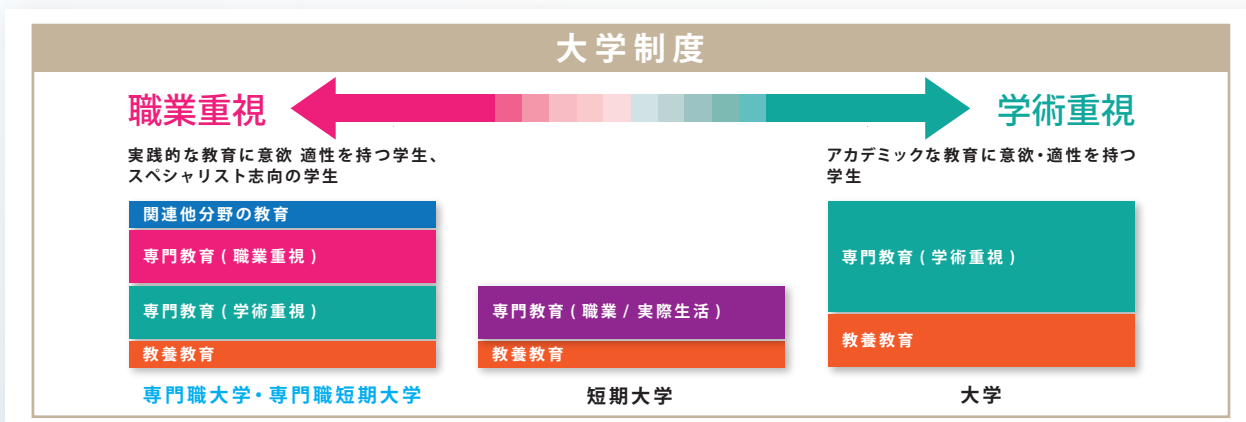 大学制度
職業重視
学術重視
実践的な教育に意欲 適性を持つ学生、
スペシャリスト志向の学生
アカデミックな教育に意欲・適性を持つ
学生
関連他分野の教育
専門教育 ( 職業重視 )
専門教育 ( 学術重視 )
教養教育
専門職大学・専門職短期大学
専門教育 ( 職業 / 実際生活 )
教養教育
短期大学
専門教育 ( 学術重視 )
教養教育
大学